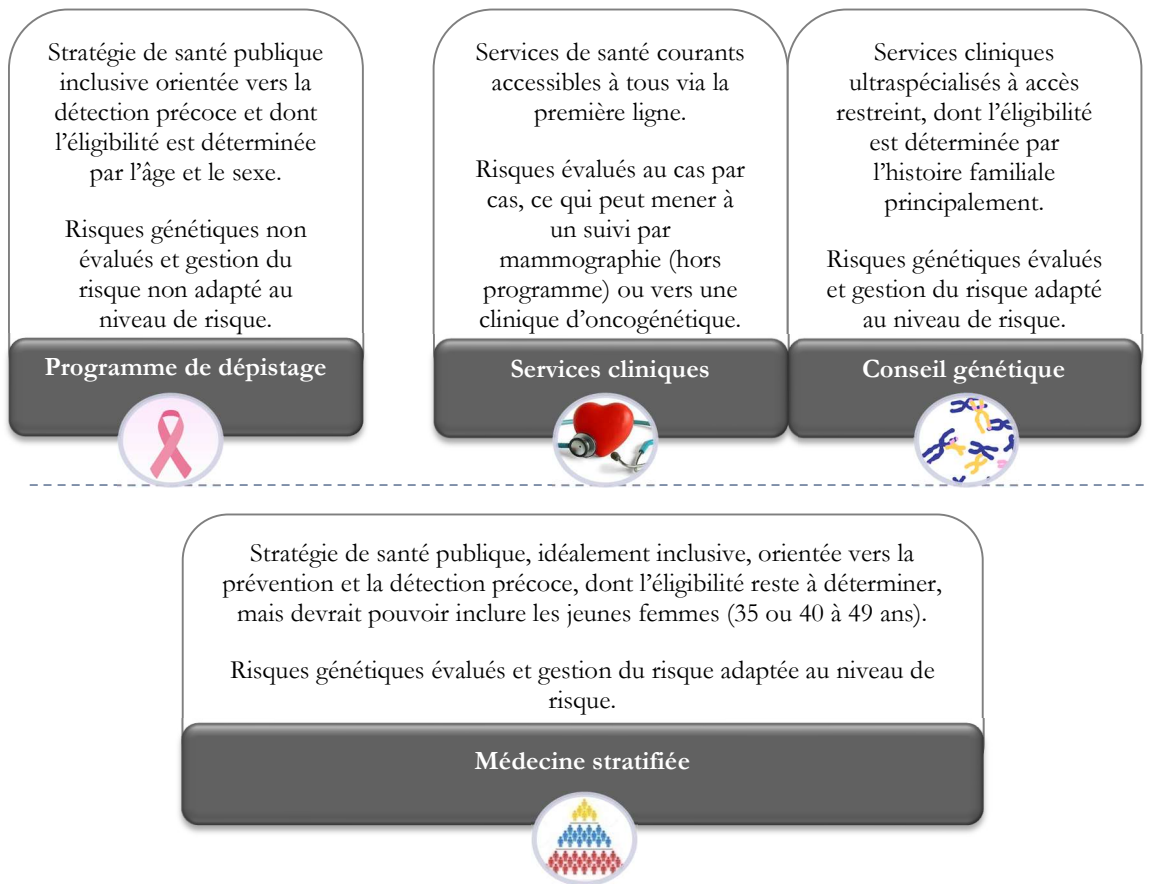 Stratégie de santé publique
inclusive orientée vers la
détection précoce et dont
l'éligibilité est déterminée
par l'âge et le sexe.
Risques génétiques non
évalués et gestion du
risque non adapté au
niveau de risque.
Programme de dépistage
Services de santé courants
accessibles à tous via la
première ligne.
Risques évalués au cas par
cas, ce qui peut mener à
un suivi par
mammographie (hors
programme) ou vers une
clinique d'oncogénétique.
Services cliniques
Services cliniques
ultraspécialisés à accès
restreint, dont l'éligibilité
est déterminée par
l'histoire familiale
principalement.
Risques génétiques évalués
et gestion du risque adapté
au niveau de risque.
Conseil génétique
Stratégie de santé publique, idéalement inclusive, orientée vers la
prévention et la détection précoce, dont l'éligibilité reste à déterminer,
mais devrait pouvoir inclure les jeunes femmes (35 ou 40 à 49 ans).
Risques génétiques évalués et gestion du risque adaptée au niveau de
risque.
Médecine stratifiée